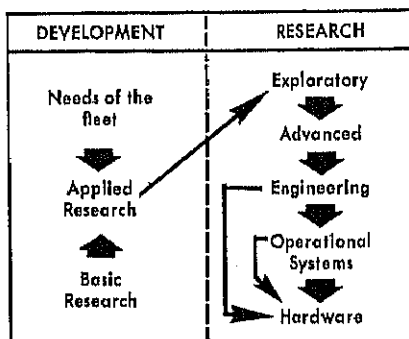 DEVELOPMENT
Needs of the
fleet
Applied
Research
Basic
Research
RESEARCH
Exploratory
Advanced
Engineering
Operational
Systems
Hardware